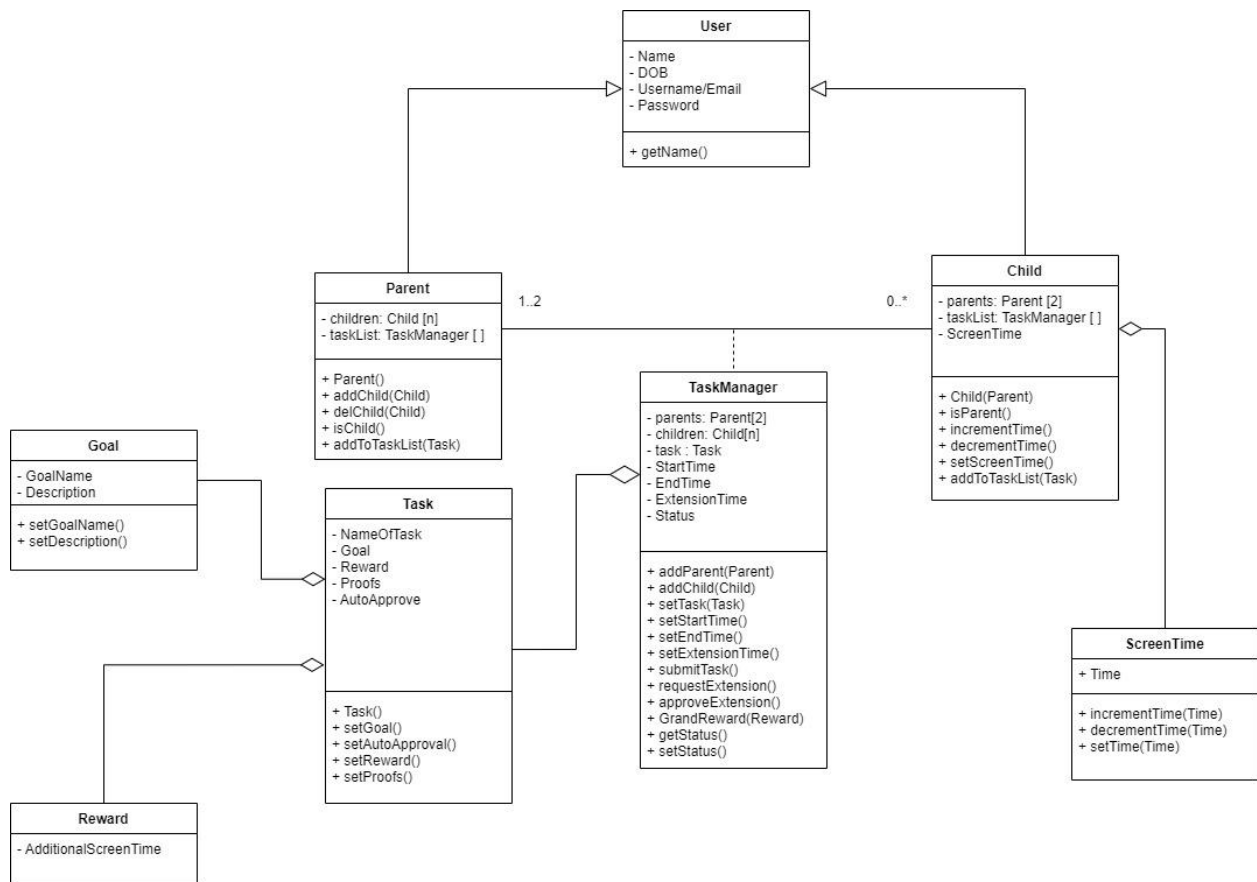 User
- Name
- DOB
- Username/Email
- Password
+ getName()
Parent
- children: Child [n]
- taskList: TaskManager [ ]
+ Parent()
+ addChild(Child)
+ delChild(Child)
+ isChild()
+ addToTaskList(Task)
1..2
0..*
Child
- parents: Parent [2]
- taskList: TaskManager [ ]
- ScreenTime
+ Child(Parent)
+ isParent()
+ incrementTime()
+ decrementTime()
+ setScreenTime()
+ addToTaskList(Task)
TaskManager
- parents: Parent[2]
- children: Child[n]
- task : Task
- StartTime
- EndTime
- ExtensionTime
- Status
+ addParent(Parent)
+ addChild(Child)
+ setTask(Task)
+ setStartTime()
+ setEndTime()
+ setExtensionTime()
+ submitTask()
+ requestExtension()
+ approveExtension()
+ GrandReward(Reward)
+ getStatus()
+ setStatus()
Goal
- GoalName
- Description
+ setGoalName()
+ setDescription()
Task
- NameOfTask
- Goal
- Reward
- Proofs
- AutoApprove
+ Task()
+ setGoal()
+ setAutoApproval()
+ setReward()
+ setProofs()
ScreenTime
+ Time
+ incrementTime(Time)
+ decrementTime(Time)
+ setTime(Time)
Reward
- AdditionalScreenTime